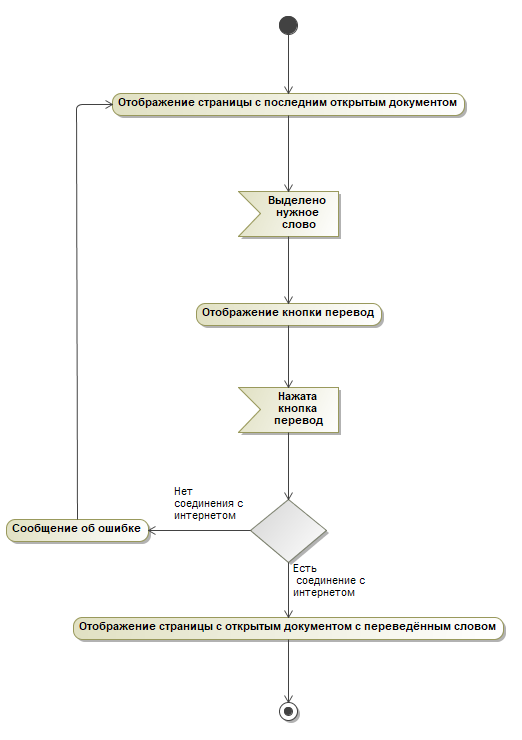 Отображение страницы с последним открытым документом
Выделено
нужное
слово
Отображение кнопки перевод
Нажата
кнопка
перевод
Нет
соединения с
интернетом
Сообщение об ошибке
Есть
соединение с
интернетом
Отображение страницы с открытым документом с переведённым словом